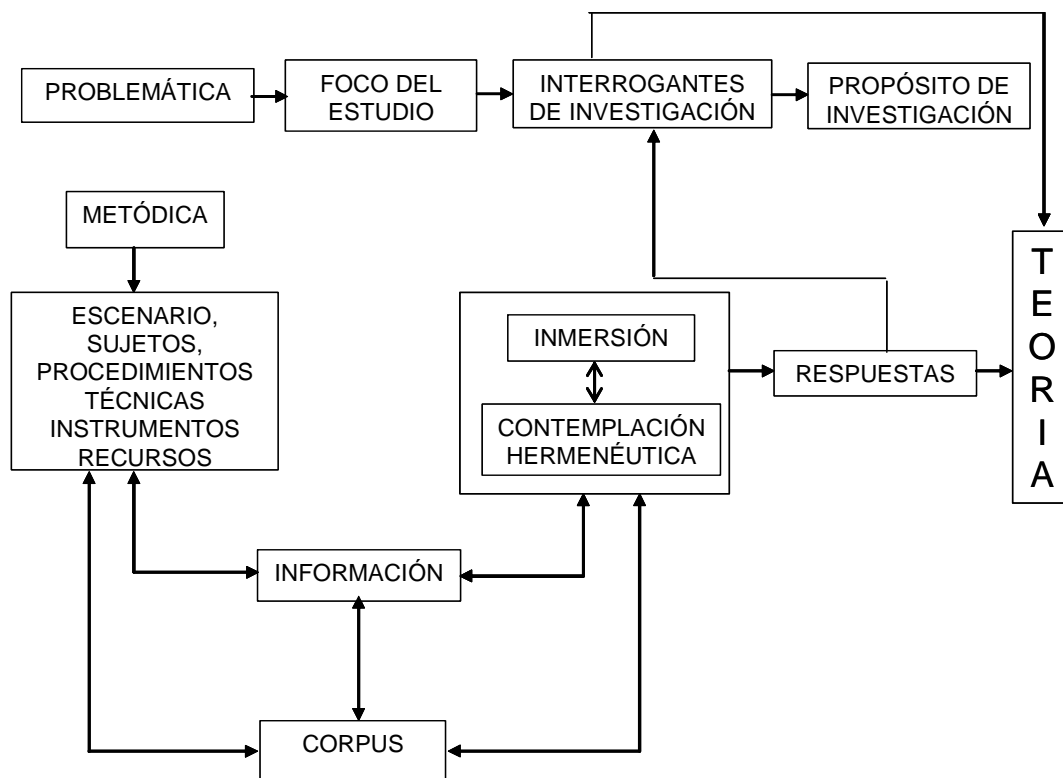 PROBLEMÁTICA
FOCO DEL
ESTUDIO
INTERROGANTES
DE INVESTIGACIÓN
PROPÓSITO DE
INVESTIGACIÓN
METÓDICA
ESCENARIO,
SUJETOS,
PROCEDIMIENTOS
TÉCNICAS
INSTRUMENTOS
RECURSOS
INMERSIÓN
CONTEMPLACIÓN
HERMENÉUTICA
RESPUESTAS
TEORIA
INFORMACIÓN
CORPUS